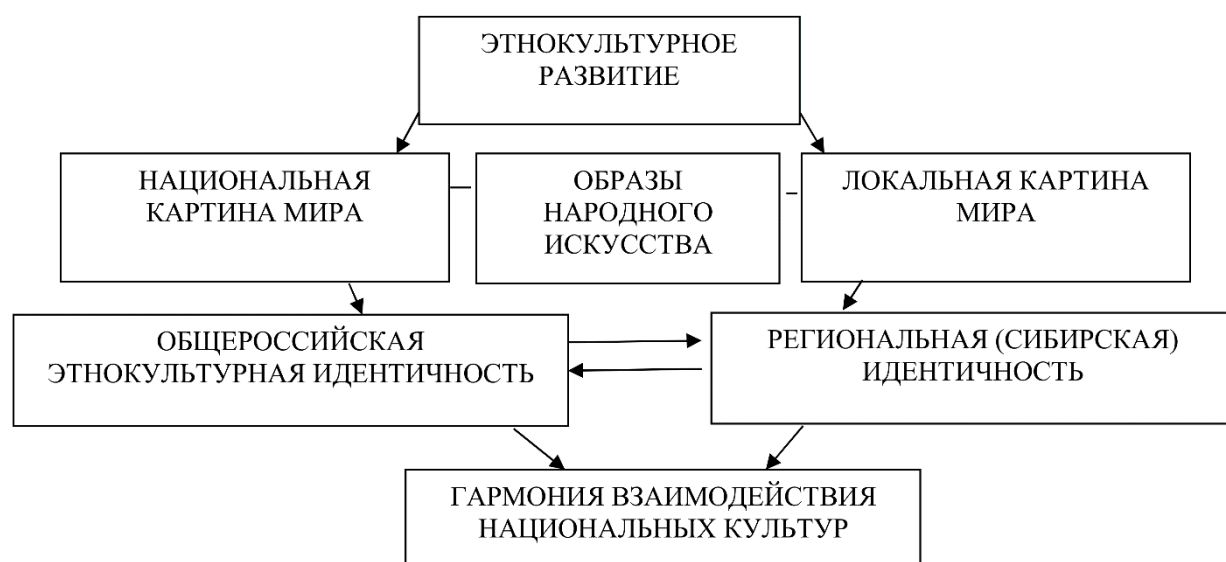 ЭТНОКУЛЬТУРНОЕ
РАЗВИТИЕ
НАЦИОНАЛЬНАЯ
КАРТИНА МИРА
ОБРАЗЫ
НАРОДНОГО
ИСКУССТВА
ЛОКАЛЬНАЯ КАРТИНА
МИРА
ОБЩЕРОССИЙСКАЯ
ЭТНОКУЛЬТУРНАЯ ИДЕНТИЧНОСТЬ
РЕГИОНАЛЬНАЯ (СИБИРСКАЯ)
ИДЕНТИЧНОСТЬ
ГАРМОНИЯ ВЗАИМОДЕЙСТВИЯ
НАЦИОНАЛЬНЫХ КУЛЬТУР